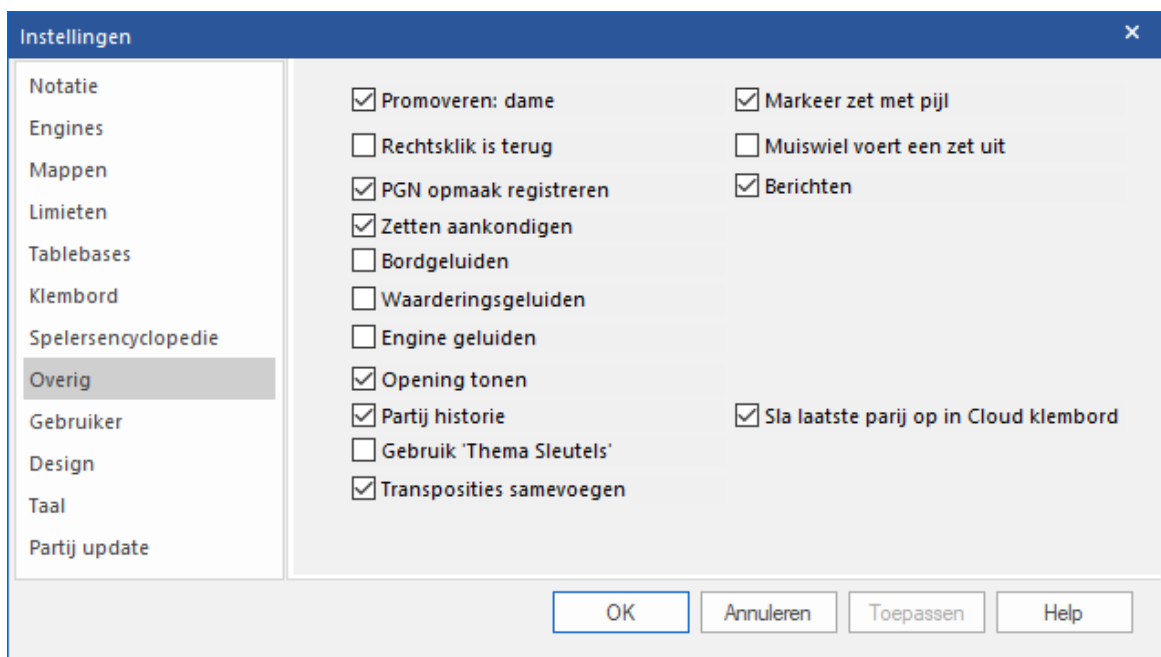 Instellingen
Notatie
Engines
Mappen
Limieten
Tablebases
Klembord
Spelersencyclopedie
Overig
Gebruiker
Design
Taal
Partij update
Promoveren: dame
Rechtsklik is terug
PGN opmaak registreren
Zetten aankondigen
Bordgeluiden
Waarderingsgeluiden
Engine geluiden
Opening tonen
Partij historie
Gebruik 'Thema Sleutels'
Transposities samevoegen
Markeer zet met pijl
Muiswiel voert een zet uit
Berichten
Sla laatste parij op in Cloud klembord
OK
Annuleren
Toepassen
Help